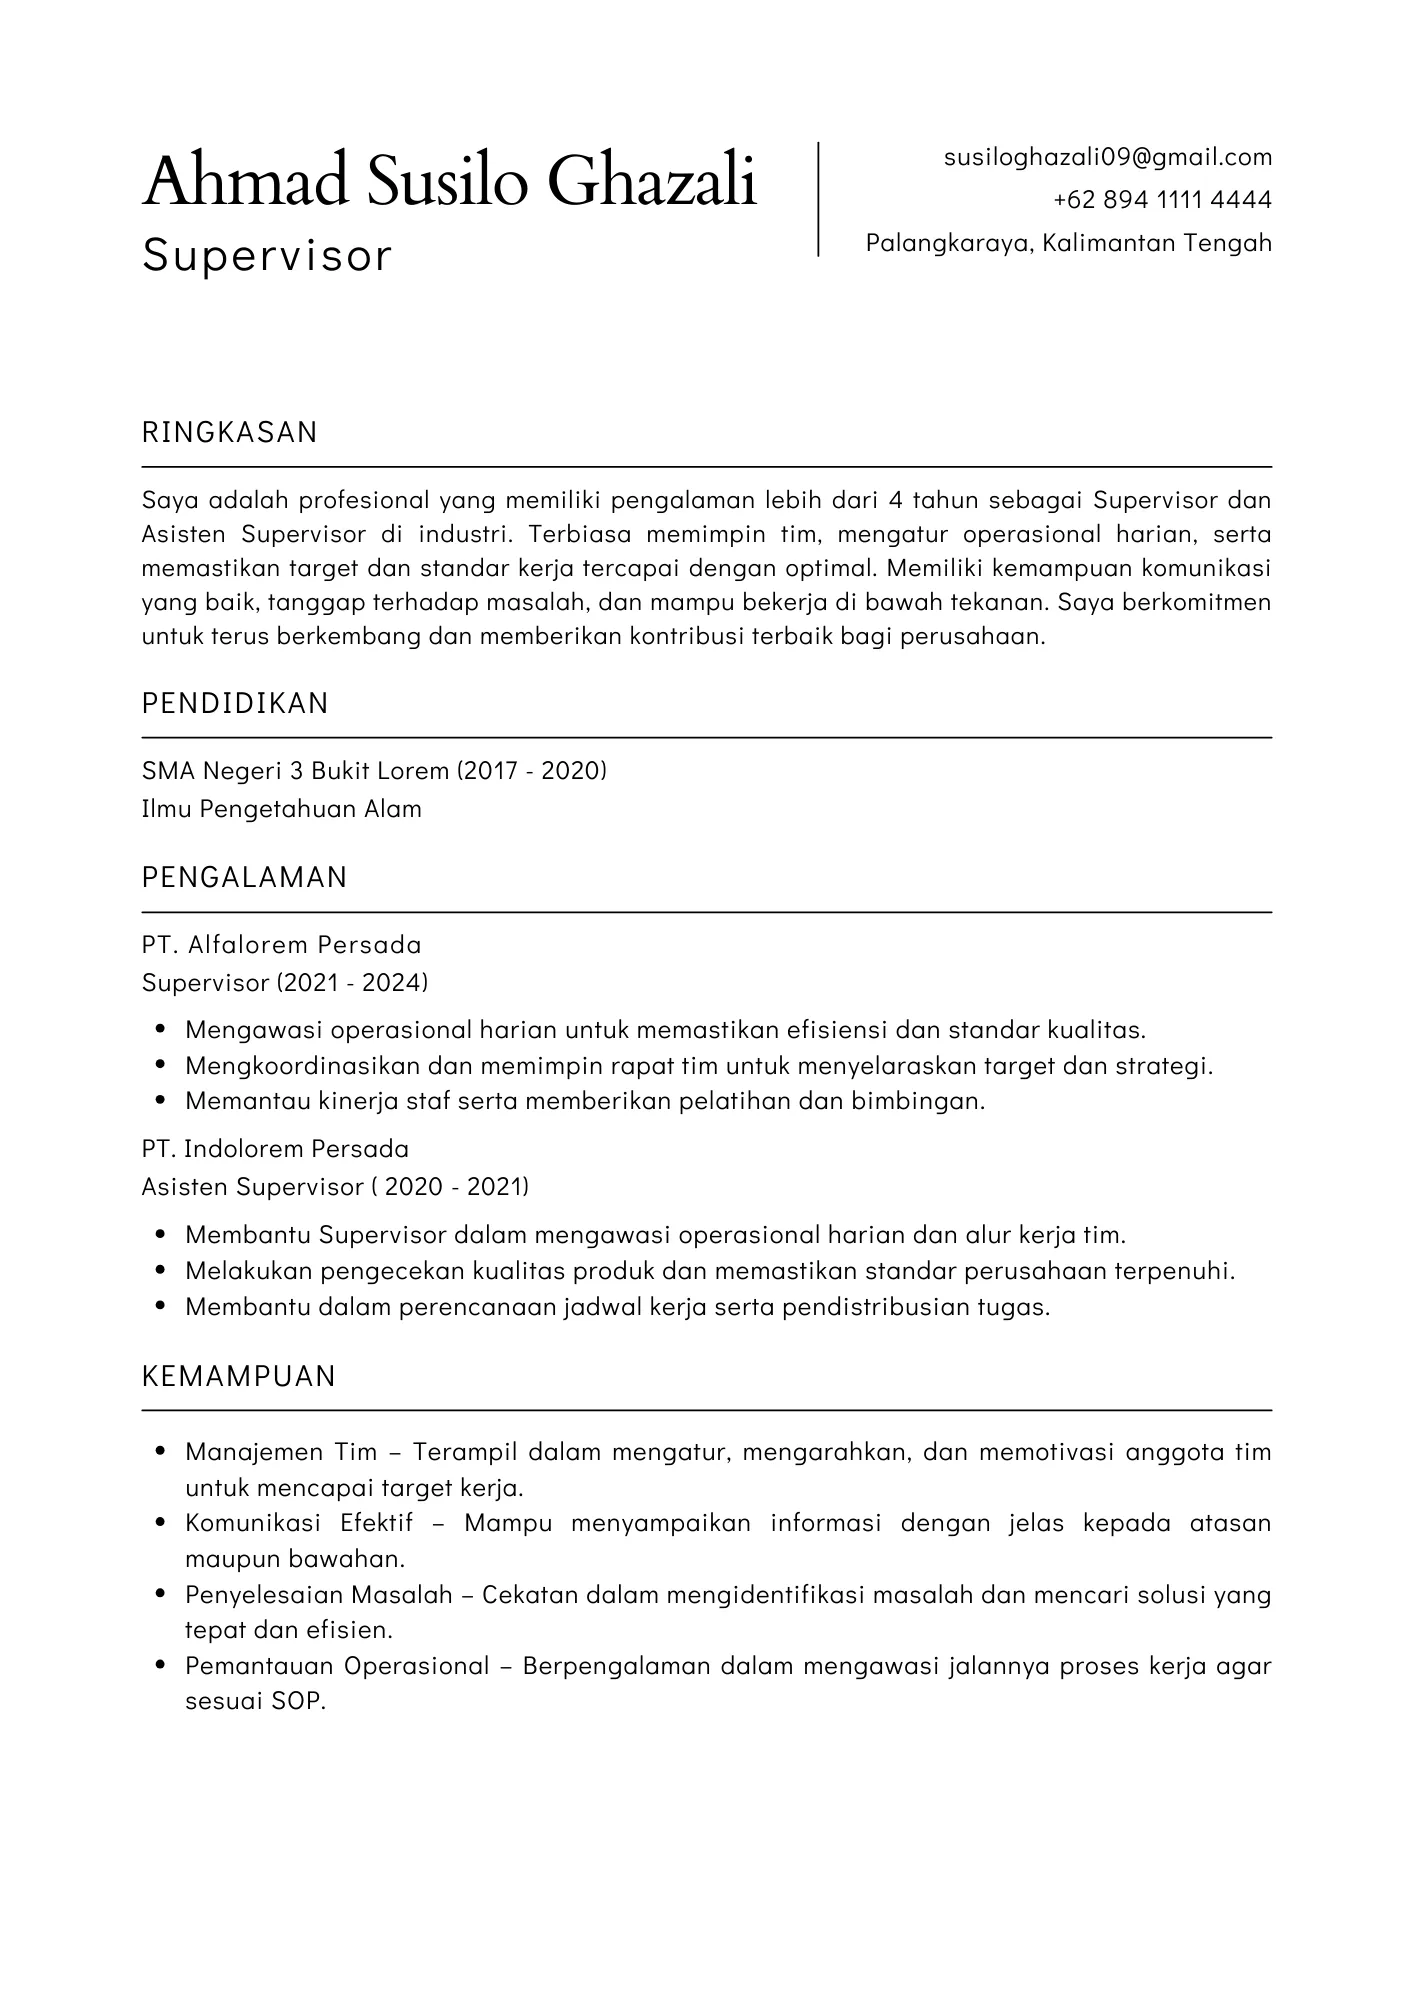 Ahmad Susilo Ghazali
Supervisor
susiloghazali09@gmail.com
+62 894 1111 4444
Palangkaraya, Kalimantan Tengah
RINGKASAN
Saya adalah profesional yang memiliki pengalaman lebih dari 4 tahun sebagai Supervisor dan
Asisten Supervisor di industri. Terbiasa memimpin tim, mengatur operasional harian, serta
memastikan target dan standar kerja tercapai dengan optimal. Memiliki kemampuan komunikasi
yang baik, tanggap terhadap masalah, dan mampu bekerja di bawah tekanan. Saya berkomitmen
untuk terus berkembang dan memberikan kontribusi terbaik bagi perusahaan.
PENDIDIKAN
SMA Negeri 3 Bukit Lorem (2017 - 2020)
Ilmu Pengetahuan Alam
PENGALAMAN
PT. Alfalorem Persada
Supervisor (2021 - 2024)
• Mengawasi operasional harian untuk memastikan efisiensi dan standar kualitas.
• Mengkoordinasikan dan memimpin rapat tim untuk menyelaraskan target dan strategi.
• Memantau kinerja staf serta memberikan pelatihan dan bimbingan.
PT. Indolorem Persada
Asisten Supervisor ( 2020 - 2021)
• Membantu Supervisor dalam mengawasi operasional harian dan alur kerja tim.
• Melakukan pengecekan kualitas produk dan memastikan standar perusahaan terpenuhi.
• Membantu dalam perencanaan jadwal kerja serta pendistribusian tugas.
KEMAMPUAN
• Manajemen Tim – Terampil dalam mengatur, mengarahkan, dan memotivasi anggota tim
untuk mencapai target kerja.
• Komunikasi Efektif – Mampu menyampaikan informasi dengan jelas kepada atasan
maupun bawahan.
• Penyelesaian Masalah – Cekatan dalam mengidentifikasi masalah dan mencari solusi yang
tepat dan efisien.
• Pemantauan Operasional – Berpengalaman dalam mengawasi jalannya proses kerja agar
sesuai SOP.